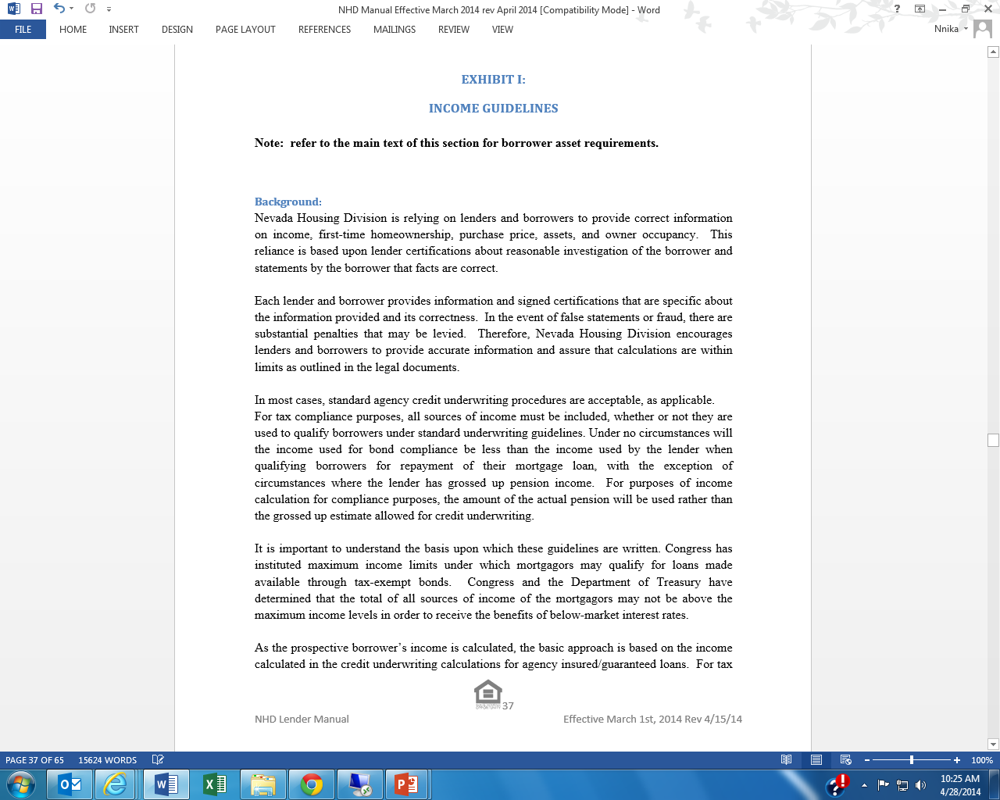 NHD Manual Effective March 2014 rev April 2014 [Compatibility Mode] - Word
FILE HOME INSERT DESIGN PAGE LAYOUT REFERENCES MAILINGS REVIEW VIEW
Nnika
EXHIBIT I:
INCOME GUIDELINES
Note:  refer to the main text of this section for borrower asset requirements.
Background:
Nevada Housing Division is relying on lenders and borrowers to provide correct information
on income, first-time homeownership, purchase price, assets, and owner occupancy.  This
reliance is based upon lender certifications about reasonable investigation of the borrower and
statements by the borrower that facts are correct.
Each lender and borrower provides information and signed certifications that are specific about
the information provided and its correctness.  In the event of false statements or fraud, there are
substantial penalties that may be levied.  Therefore, Nevada Housing Division encourages
lenders and borrowers to provide accurate information and assure that calculations are within
limits as outlined in the legal documents.
In most cases, standard agency credit underwriting procedures are acceptable, as applicable.
For tax compliance purposes, all sources of income must be included, whether or not they are
used to qualify borrowers under standard underwriting guidelines. Under no circumstances will
the income used for bond compliance be less than the income used by the lender when
qualifying borrowers for repayment of their mortgage loan, with the exception of
circumstances where the lender has grossed up pension income.  For purposes of income
calculation for compliance purposes, the amount of the actual pension will be used rather than
the grossed up estimate allowed for credit underwriting.
It is important to understand the basis upon which these guidelines are written. Congress has
instituted maximum income limits under which mortgagors may qualify for loans made
available through tax-exempt bonds.  Congress and the Department of Treasury have
determined that the total of all sources of income of the mortgagors may not be above the
maximum income levels in order to receive the benefits of below-market interest rates.
As the prospective borrower's income is calculated, the basic approach is based on the income
calculated in the credit underwriting calculations for agency insured/guaranteed loans.  For tax
37
NHD Lender Manual Effective March 1st, 2014 Rev 4/15/14
PAGE 37 OF 65 15624 WORDS 100%
10:25 AM
4/28/2014